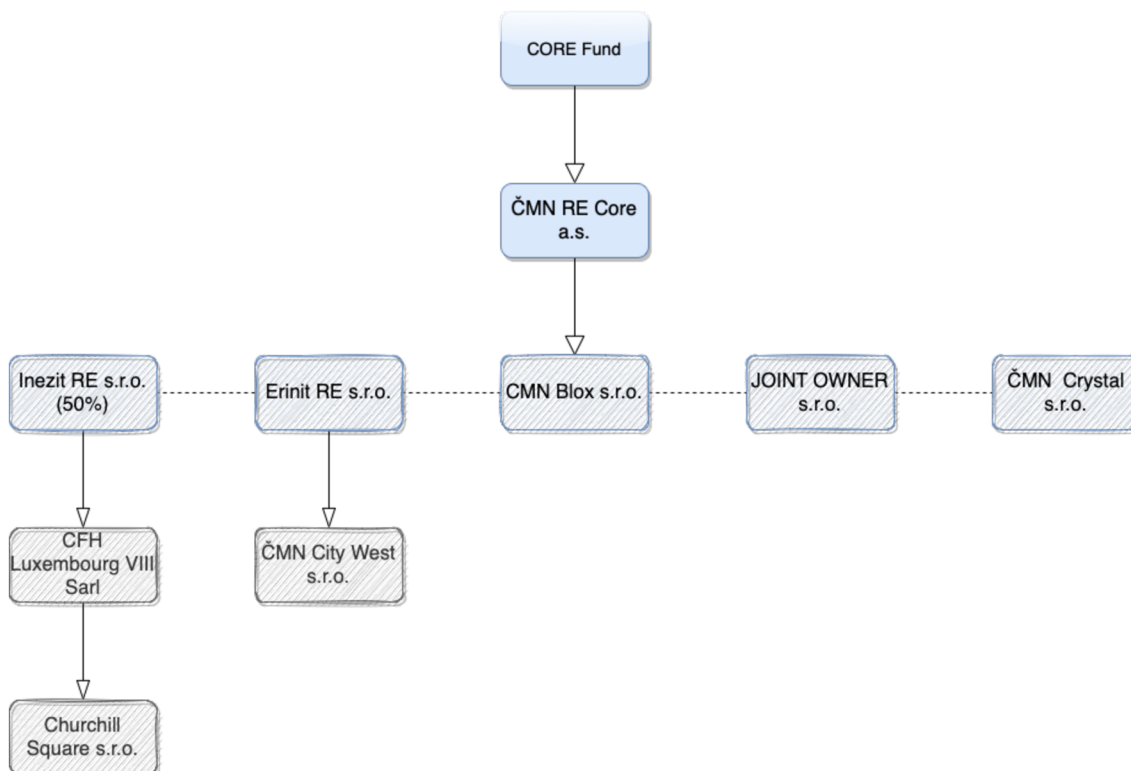 CORE Fund
ČMN RE Core
a.s.
Inezit RE s.r.o.
(50%)
Erinit RE s.r.o.
CMN Blox s.r.o.
JOINT OWNER
s.r.o.
ČMN Crystal
s.r.o.
CFH
Luxembourg VIII
Sarl
ČMN City West
s.r.o.
Churchill
Square s.r.o.